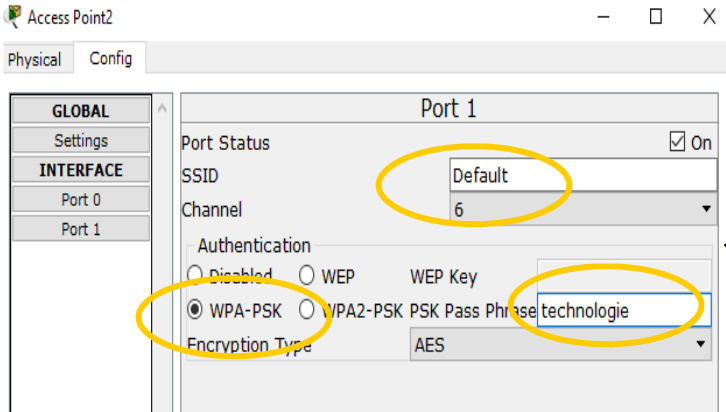 Access Point2
Physical Config
GLOBAL
Settings
INTERFACE
Port 0
Port 1
Port 1
Port Status On
SSID Default
Channel 6
Authentication
Disabled WEP WEP Key
WPA-PSK WPA2-PSK PSK Pass Phrase technologie
Encryption Type AES